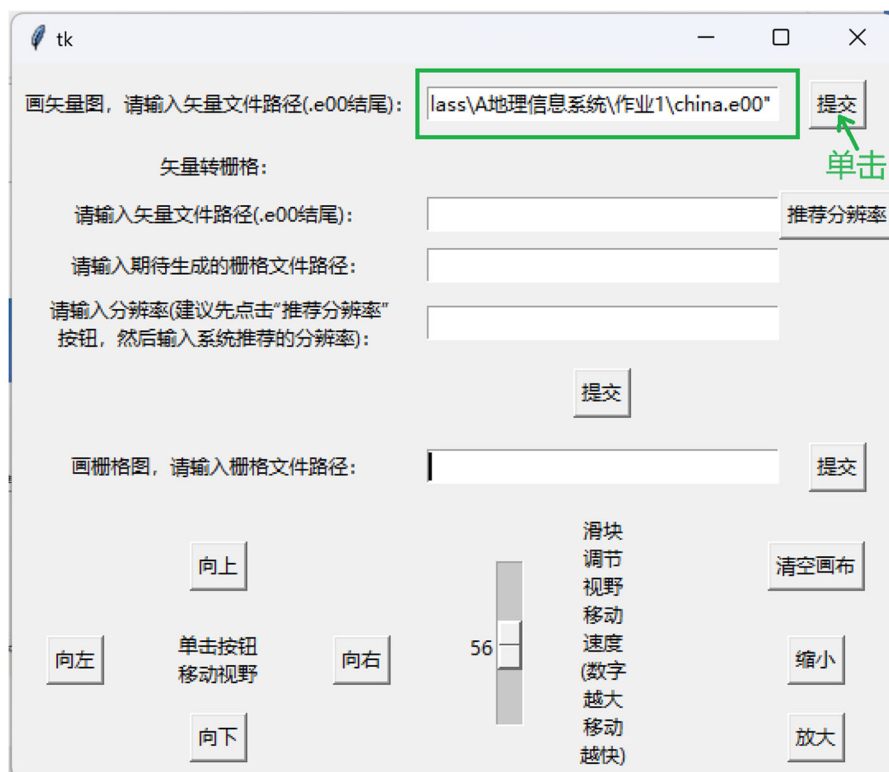 tk
画矢量图，请输入矢量文件路径(.e00结尾)：
lass\A地理信息系统\作业1\china.e00"
提交
单击
矢量转栅格：
请输入矢量文件路径(.e00结尾)：
推荐分辨率
请输入期待生成的栅格文件路径：
请输入分辨率(建议先点击“推荐分辨率”
按钮，然后输入系统推荐的分辨率)：
提交
画栅格图，请输入栅格文件路径：
提交
向上
向左
单击按钮
移动视野
向右
向下
56
滑块
调节
视野
移动
速度
(数字
越大
移动
越快)
清空画布
缩小
放大